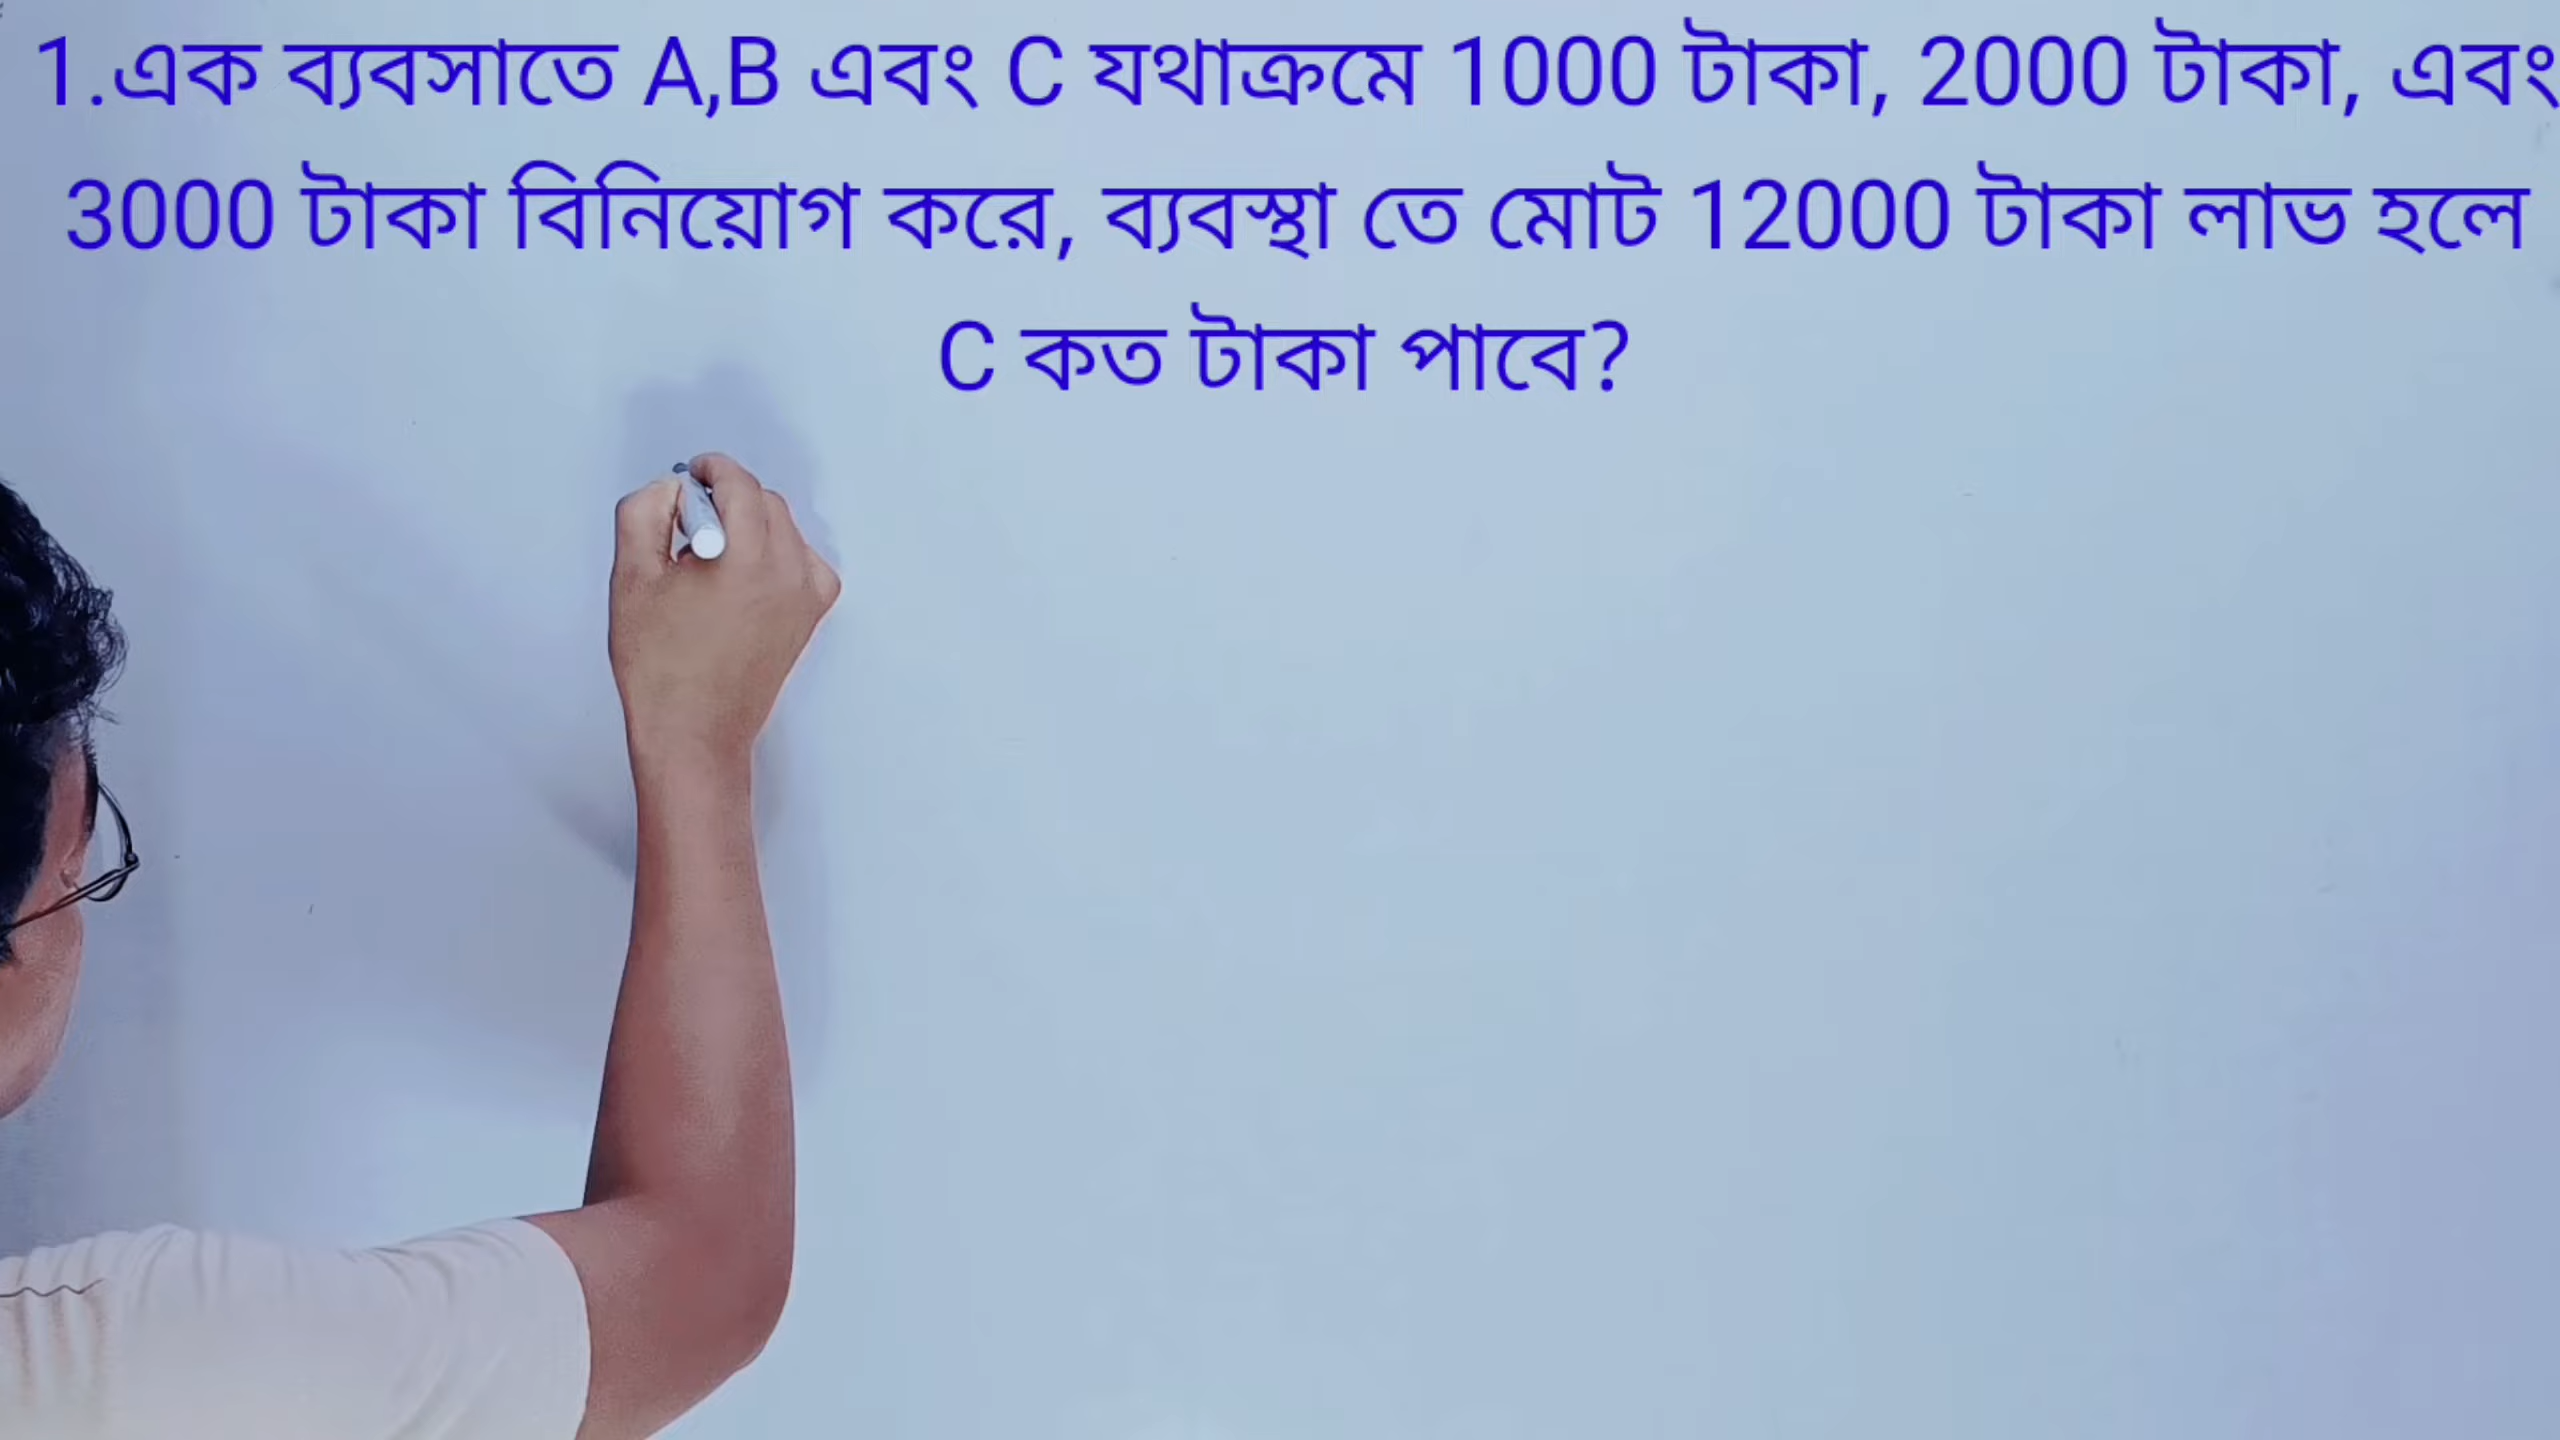 1.এক ব্যবসাতে A,B এবং C যথাক্রমে 1000 টাকা, 2000 টাকা, এবং
3000 টাকা বিনিয়োগ করে, ব্যবস্থা তে মোট 12000 টাকা লাভ হলে
C কত টাকা পাবে?